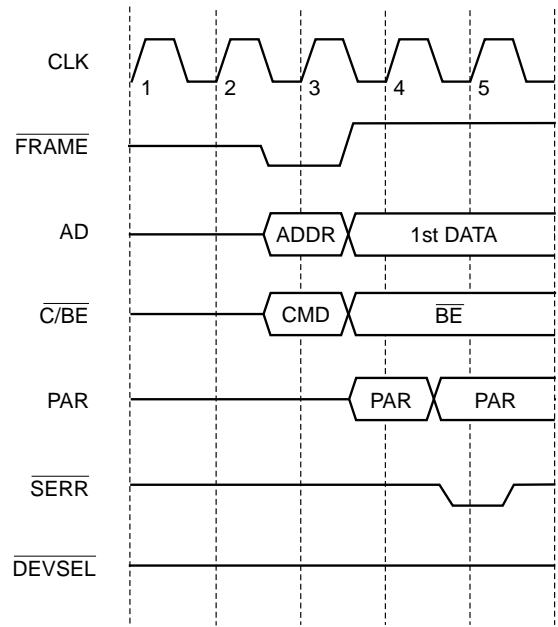 CLK
1 2 3 4 5
FRAME
AD ADDR 1st DATA
C/BE CMD BE
PAR PAR PAR
SERR
DEVSEL